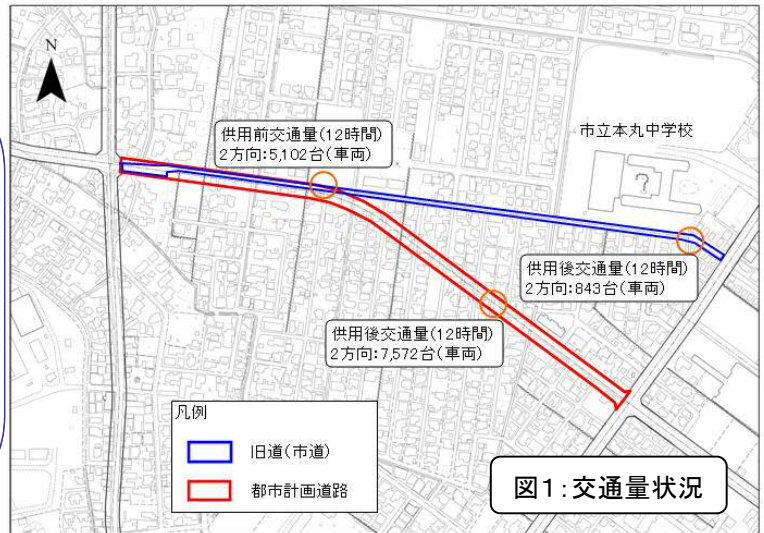 N
供用前交通量(12時間)
2方向:5,102台(車両)
市立本丸中学校
供用後交通量(12時間)
2方向:843台(車両)
供用後交通量(12時間)
2方向:7,572台(車両)
凡例
旧道(市道)
都市計画道路
図1:交通量状況